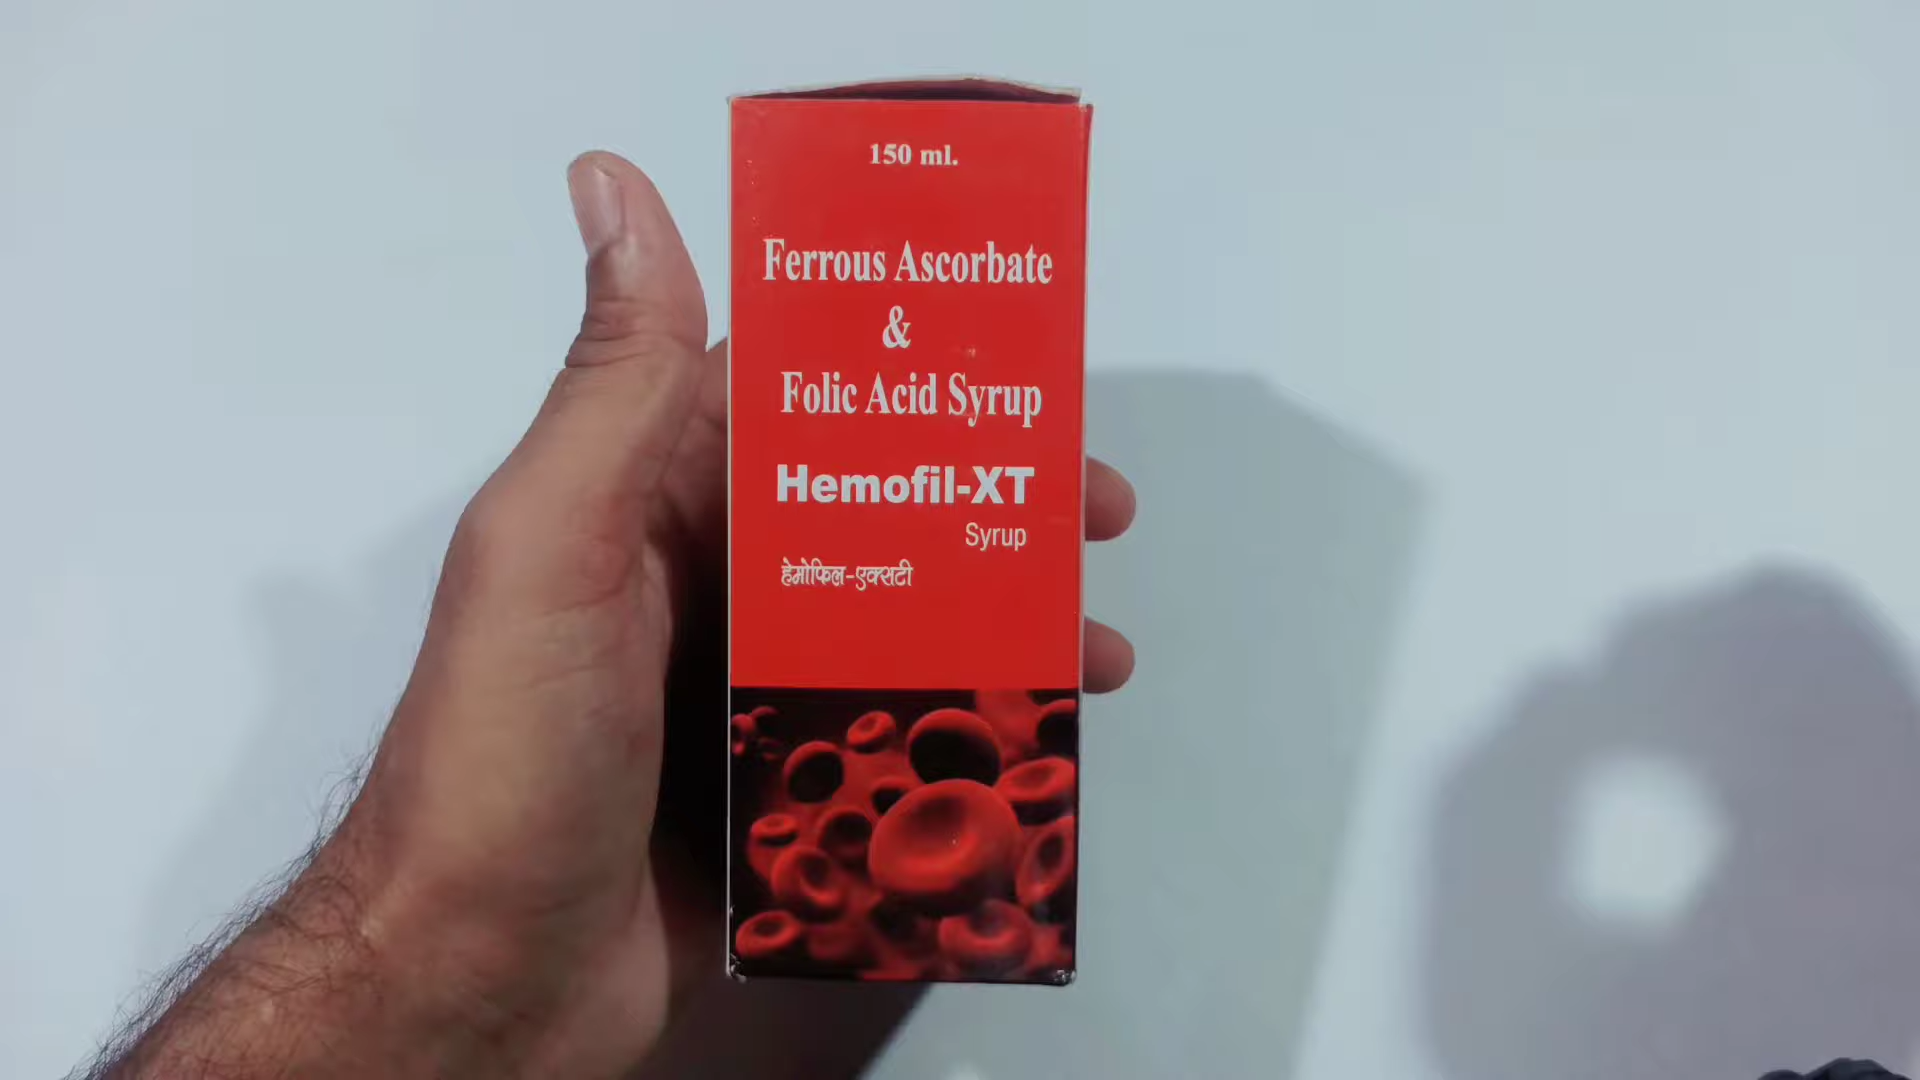 150 ml.
Ferrous Ascorbate
&
Folic Acid Syrup
Hemofil-XT
Syrup
हेमोफिल-एक्सटी